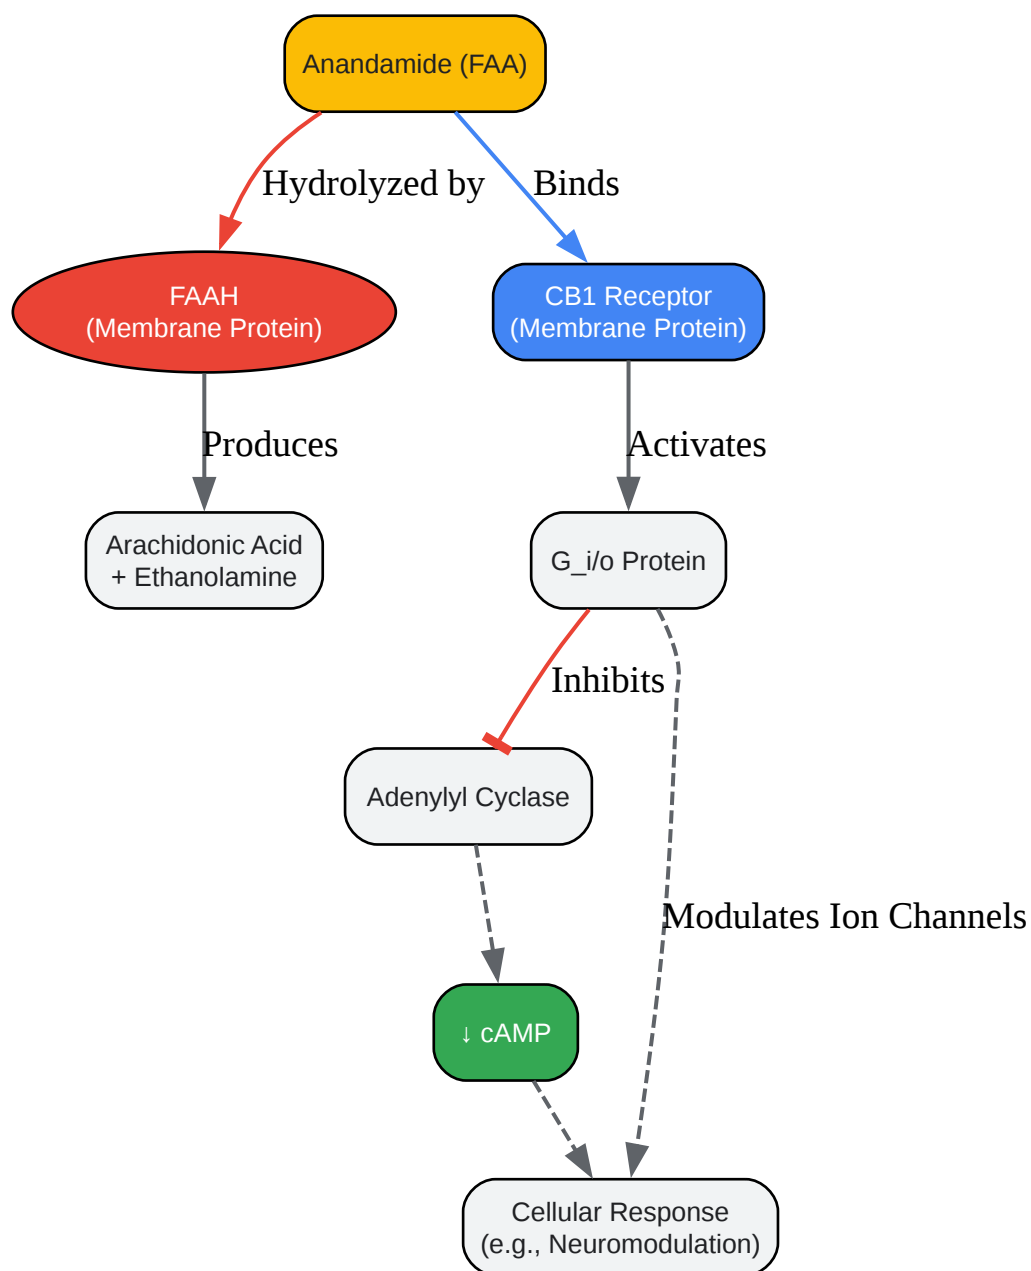 Anandamide (FAA)
Hydrolyzed by
Binds
FAAH
(Membrane Protein)
CB1 Receptor
(Membrane Protein)
Produces
Activates
Arachidonic Acid
+ Ethanolamine
G_i/o Protein
Inhibits
Adenylyl Cyclase
Modulates Ion Channels
↓ cAMP
Cellular Response
(e.g., Neuromodulation)